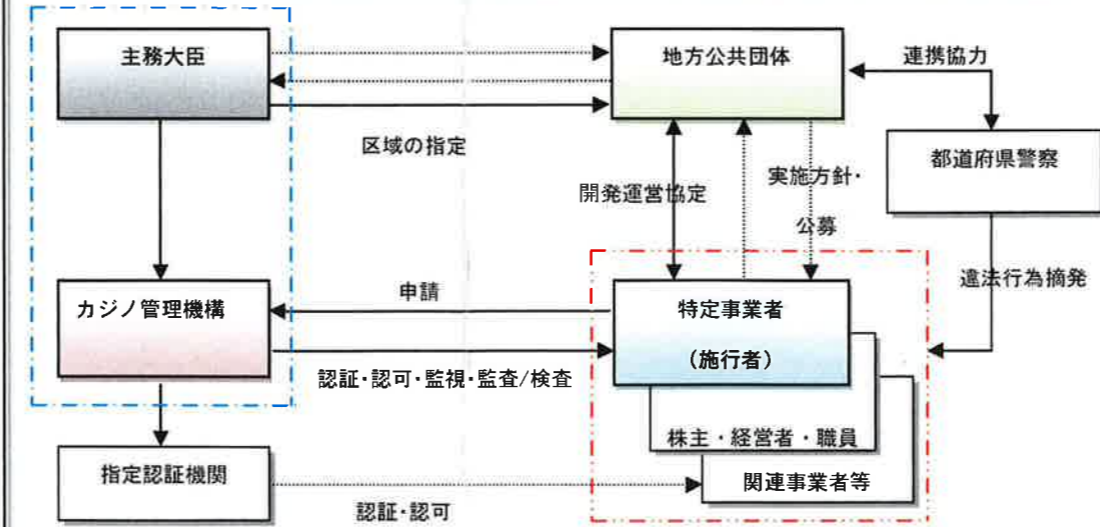 主務大臣
地方公共団体
連携協力
区域の指定
都道府県警察
開発運営協定
実施方針・
公募
違法行為摘発
カジノ管理機構
申請
特定事業者
(施行者)
認証・認可・監視・監査/検査
株主・経営者・職員
指定認証機関
関連事業者等
認証・認可